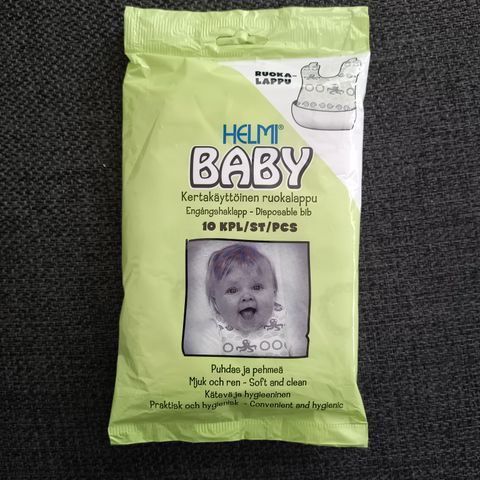 RUOKA-
LAPPU
HELMI®
BABY
Kertakäyttöinen ruokalappu
Engångshaklapp - Disposable bib
10 KPL/ST/PCS
Puhdas ja pehmeä
Mjuk och ren - Soft and clean
Kätevä ja hygieeninen
Praktisk och hygienisk - Convenient and hygienic